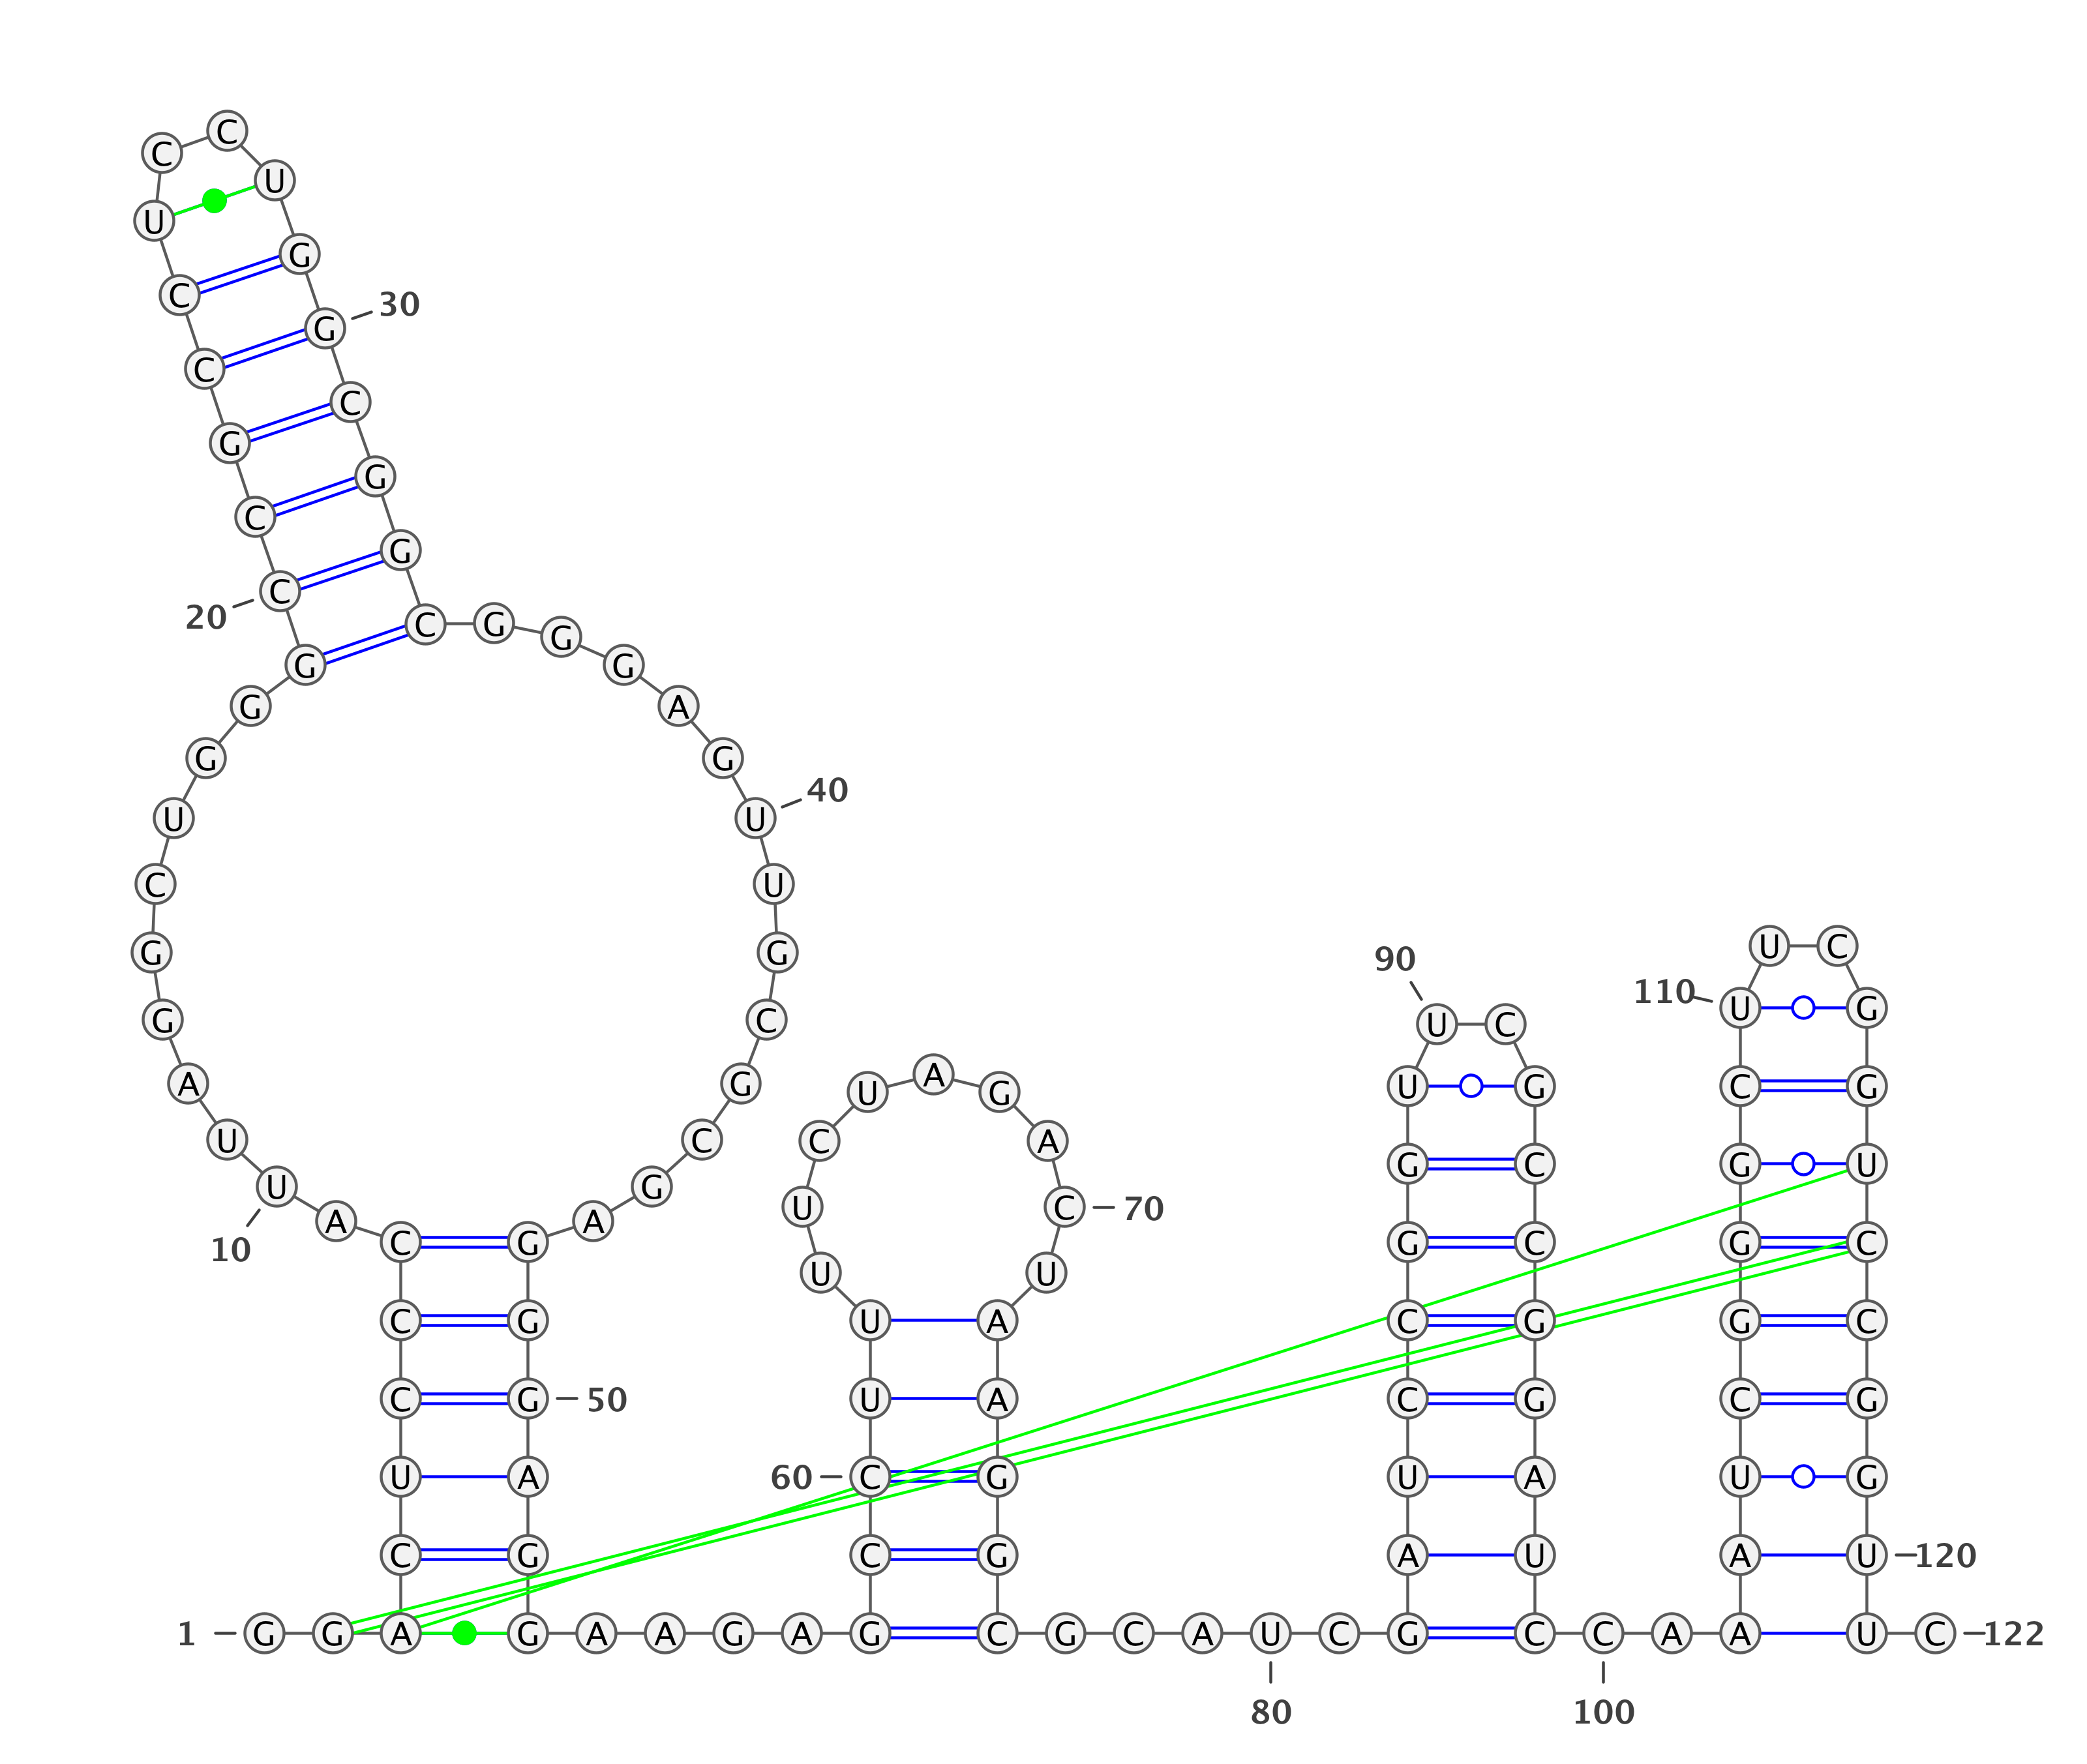 C C
U
U
G
C 30
G
C
C
G
G
C
G
C
20 C G G
G G
G A
G G
40
U U
C U
U C
G G 90
110 U G
G C U C
A G U A G U G C G
U C C A
G C G U
U G
U C 70
A A
10 C G G C G C
U U
C G U A C G G C
C G 50 U A C G C G
U A 60 C G U A U G
C G C G A U A U 120
1 G G A G A A G A G C G C A U C G C C A A U C 122
80 100